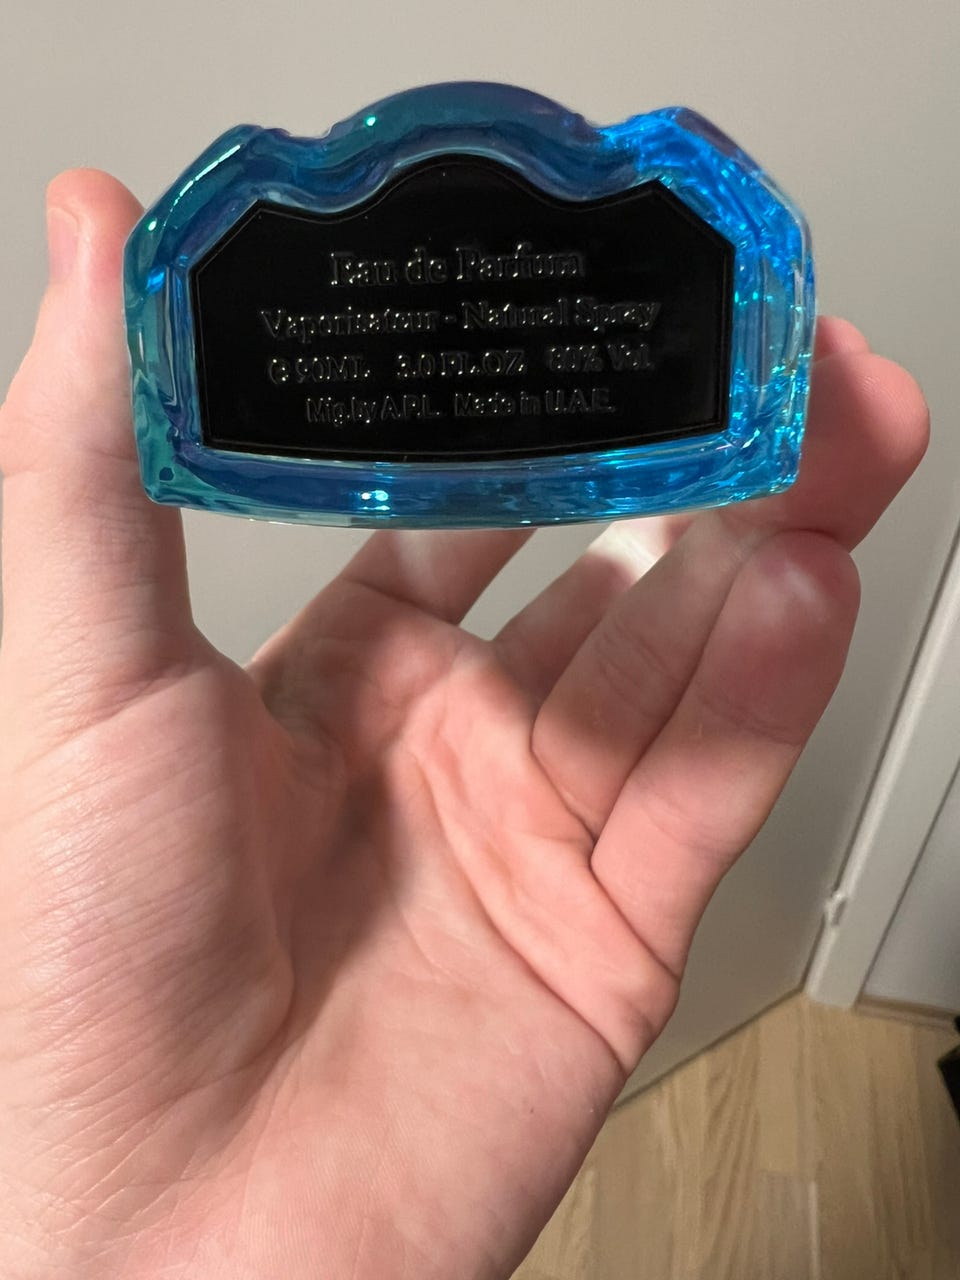 Eau de Parfum
Vaporisateur - Natural Spray
℮ 90ML 3.0 FL.OZ 80% Vol.
Mfg.by A.P.L. Made in U.A.E.